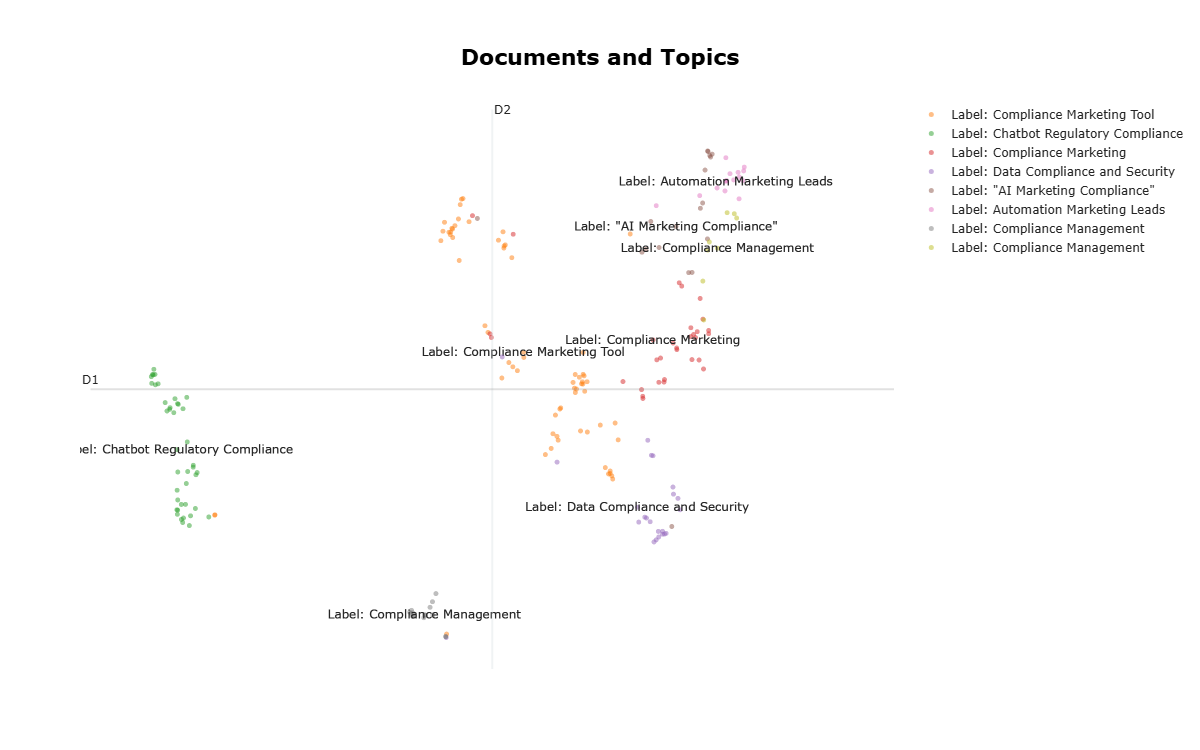 Documents and Topics
D2
Label: Compliance Marketing Tool
Label: Chatbot Regulatory Compliance
Label: Compliance Marketing
Label: Data Compliance and Security
Label: "AI Marketing Compliance"
Label: Automation Marketing Leads
Label: Compliance Management
Label: Compliance Management
Label: Automation Marketing Leads
Label: "AI Marketing Compliance"
Label: Compliance Management
Label: Compliance Marketing
Label: Compliance Marketing Tool
D1
bel: Chatbot Regulatory Compliance
Label: Data Compliance and Security
Label: Compliance Management